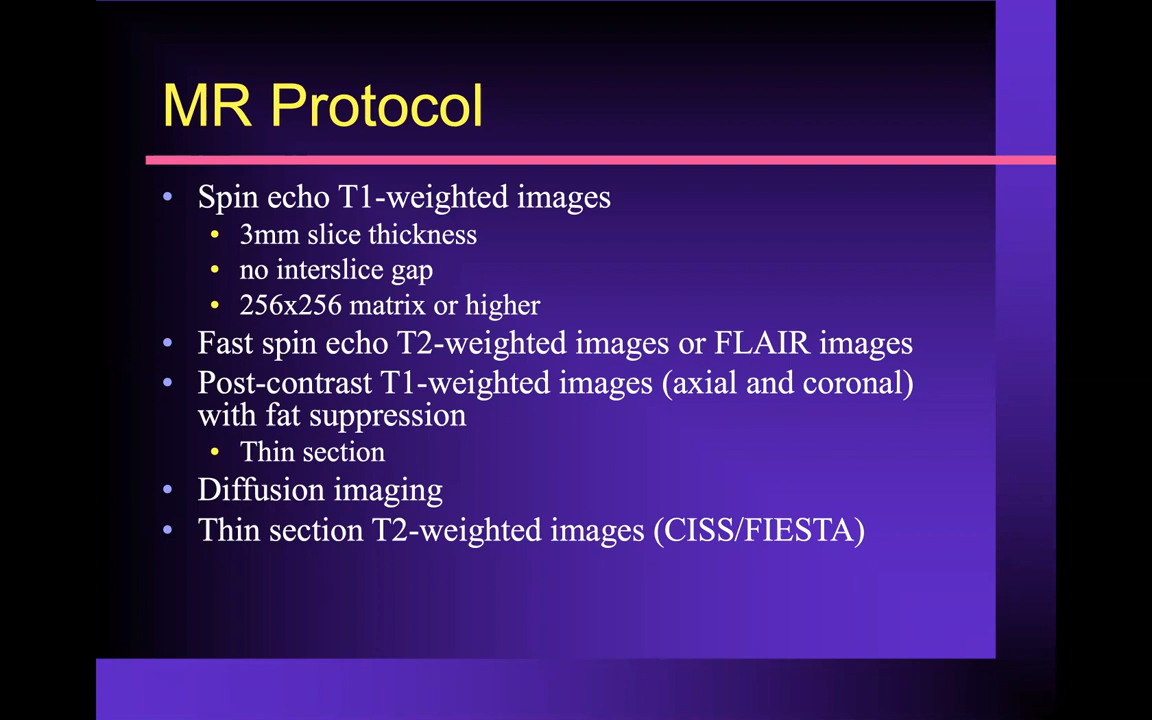 MR Protocol
• Spin echo T1-weighted images
• 3mm slice thickness
• no interslice gap
• 256x256 matrix or higher
• Fast spin echo T2-weighted images or FLAIR images
• Post-contrast T1-weighted images (axial and coronal)
with fat suppression
• Thin section
• Diffusion imaging
• Thin section T2-weighted images (CISS/FIESTA)